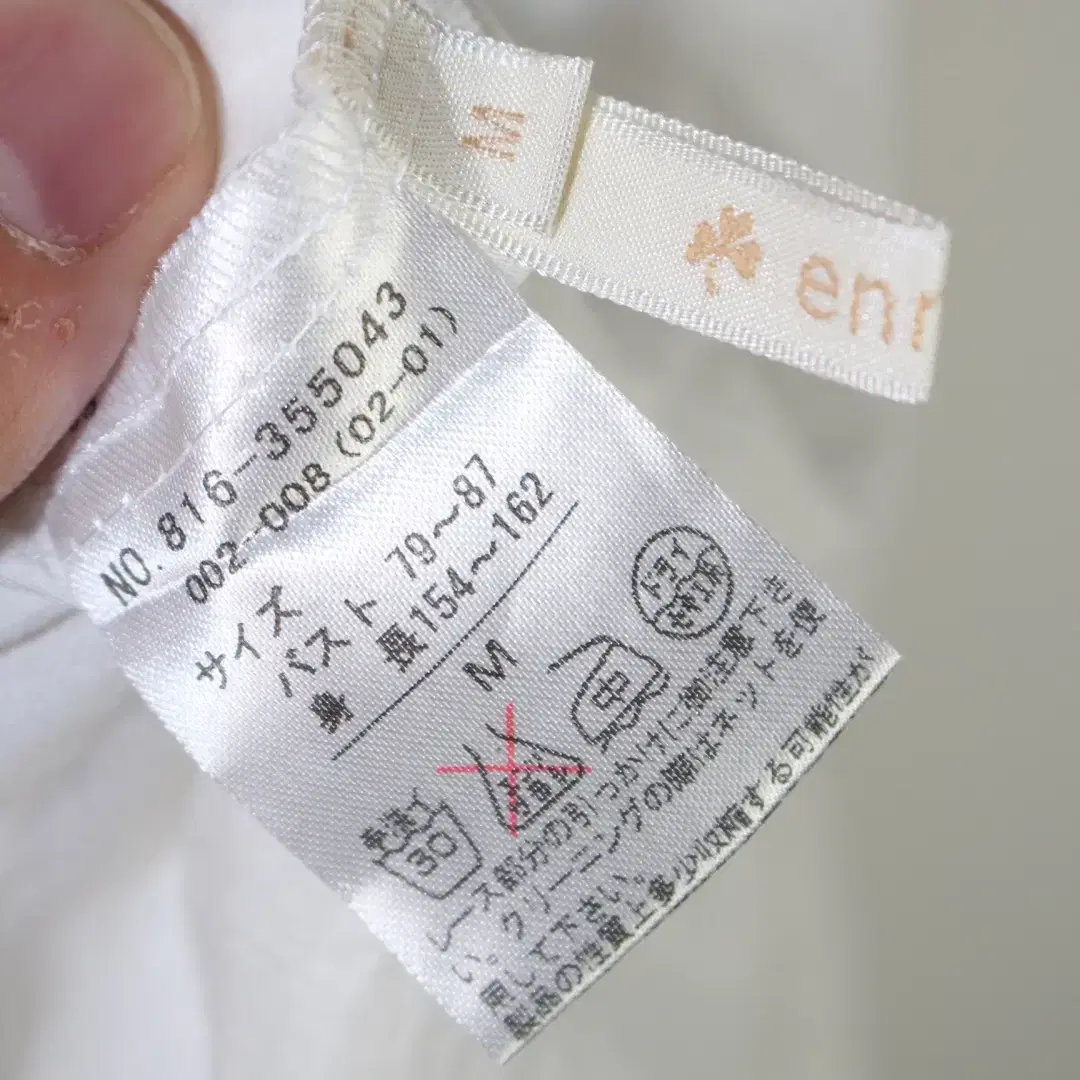 M
enr
NO. 816-355043
002-008 (02-01)
サイズ
バスト 79~87
身長154~162
M
手洗イ
30
中
ドライ
レース部分の引っかけに御注意下さ
い。クリーニングの際はネットを使
用して下さい。
製品の性質上多少収縮する可能性が